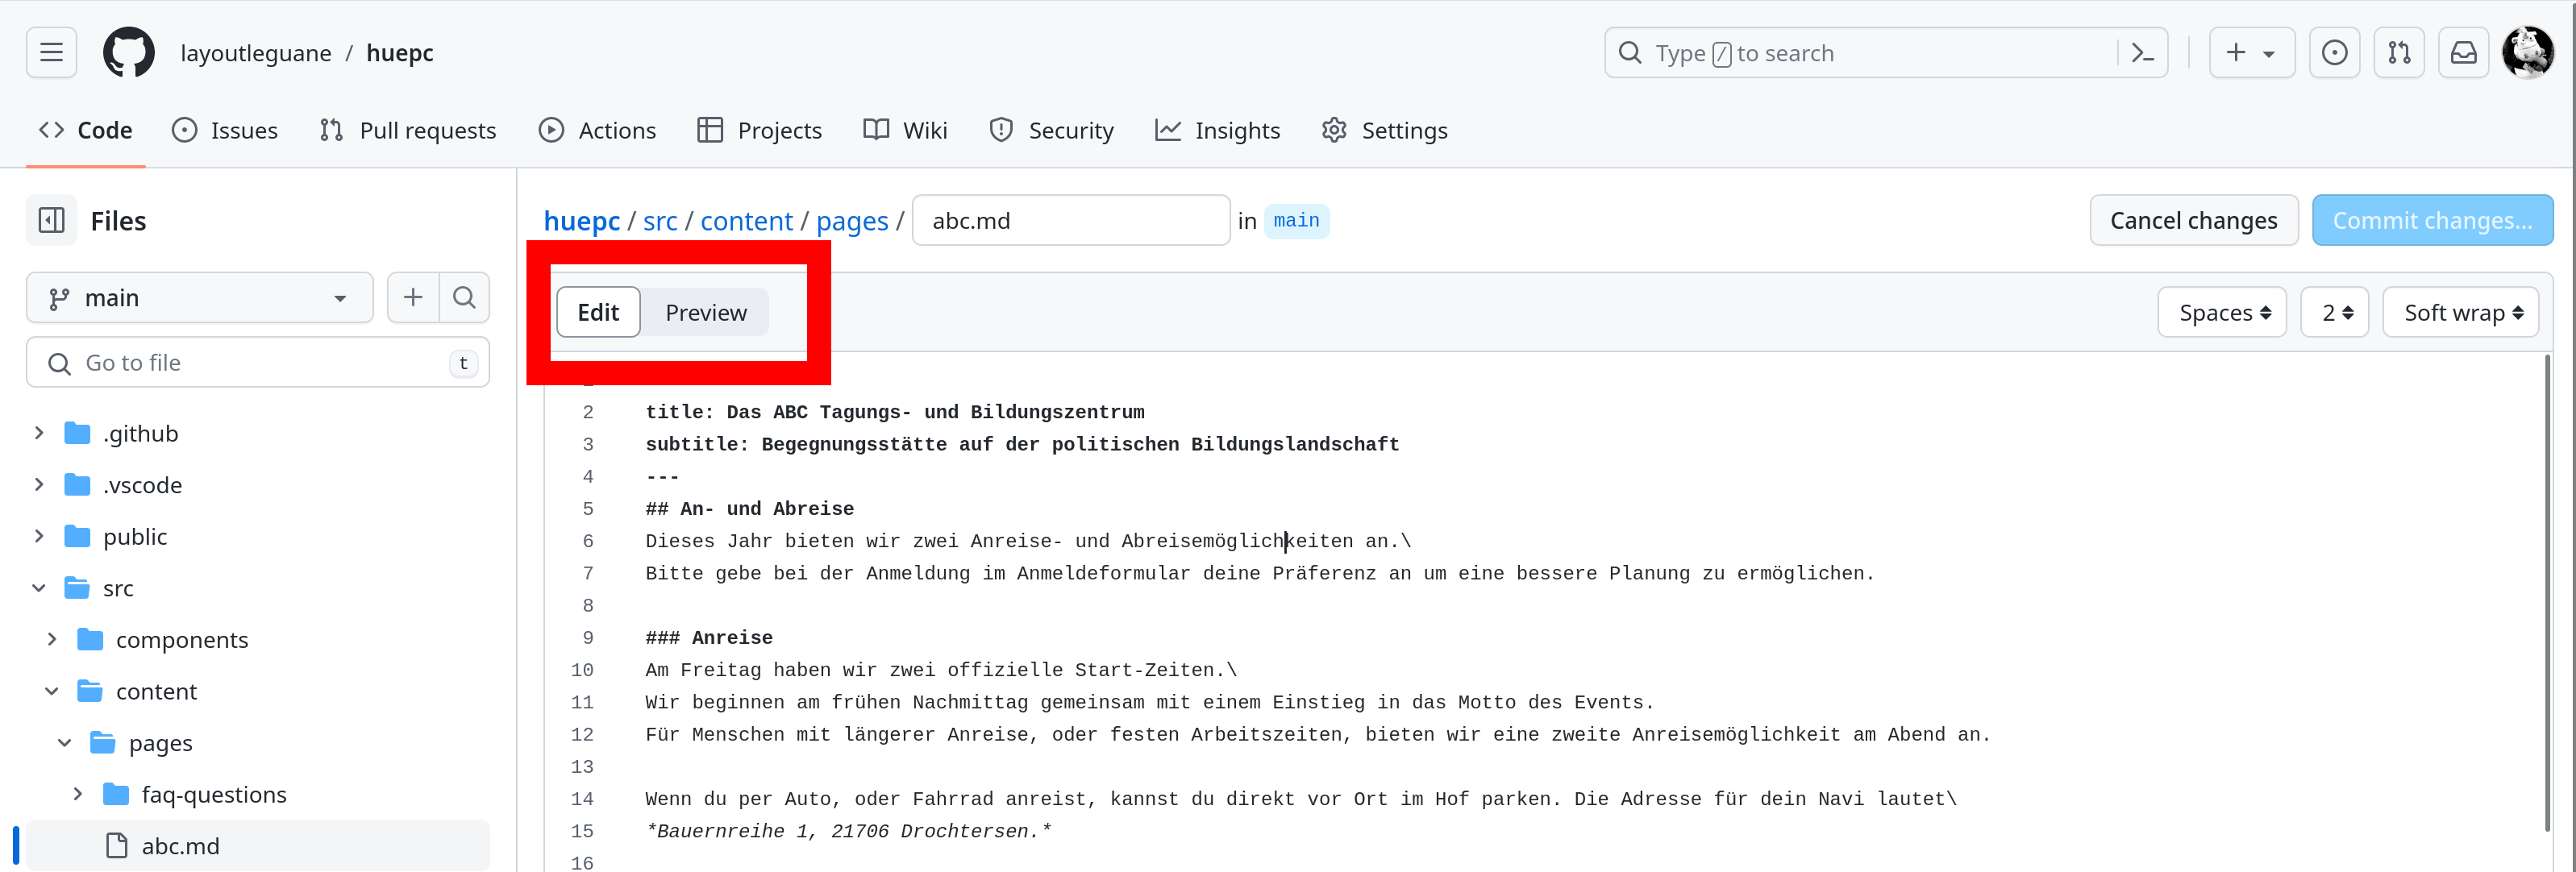 layoutleguane / huepc
Type / to search
Code Issues Pull requests Actions Projects Wiki Security Insights Settings
Files
main
Go to file t
.github
.vscode
public
src
components
content
pages
faq-questions
abc.md
huepc / src / content / pages / abc.md in main
Cancel changes Commit changes...
Edit Preview
Spaces 2 Soft wrap
2 title: Das ABC Tagungs- und Bildungszentrum
3 subtitle: Begegnungsstätte auf der politischen Bildungslandschaft
4 ---
5 ## An- und Abreise
6 Dieses Jahr bieten wir zwei Anreise- und Abreisemöglichkeiten an.\
7 Bitte gebe bei der Anmeldung im Anmeldeformular deine Präferenz an um eine bessere Planung zu ermöglichen.
8
9 ### Anreise
10 Am Freitag haben wir zwei offizielle Start-Zeiten.\
11 Wir beginnen am frühen Nachmittag gemeinsam mit einem Einstieg in das Motto des Events.
12 Für Menschen mit längerer Anreise, oder festen Arbeitszeiten, bieten wir eine zweite Anreisemöglichkeit am Abend an.
13
14 Wenn du per Auto, oder Fahrrad anreist, kannst du direkt vor Ort im Hof parken. Die Adresse für dein Navi lautet\
15 *Bauernreihe 1, 21706 Drochtersen.*
16